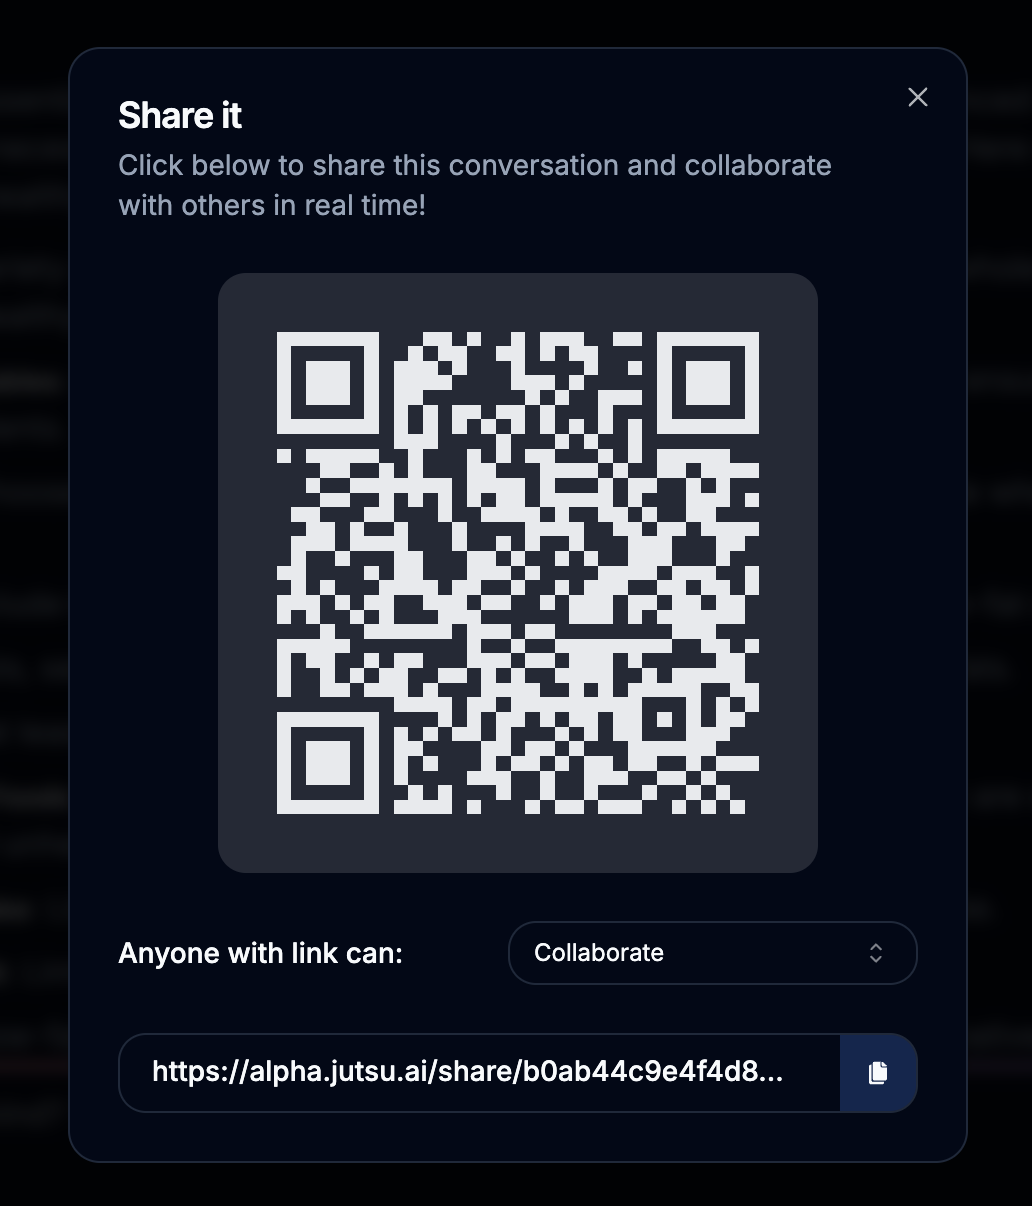 Share it
Click below to share this conversation and collaborate
with others in real time!
Anyone with link can:
Collaborate
https://alpha.jutsu.ai/share/b0ab44c9e4f4d8...